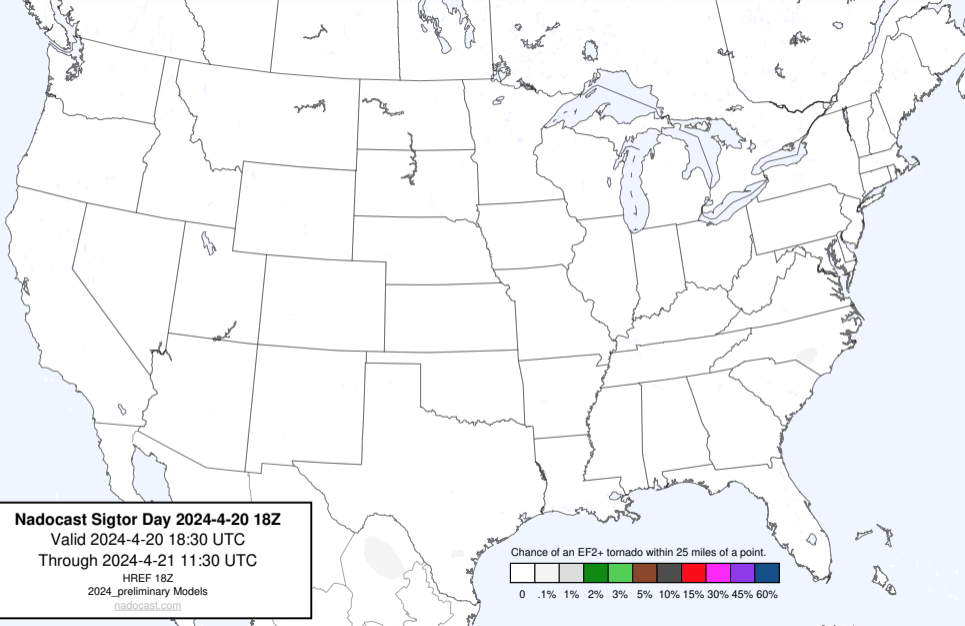 Nadocast Sigtor Day 2024-4-20 18Z
Valid 2024-4-20 18:30 UTC
Through 2024-4-21 11:30 UTC
HREF 18Z
2024_preliminary Models
nadocast.com
Chance of an EF2+ tornado within 25 miles of a point.
0 .1% 1% 2% 3% 5% 10% 15% 30% 45% 60%